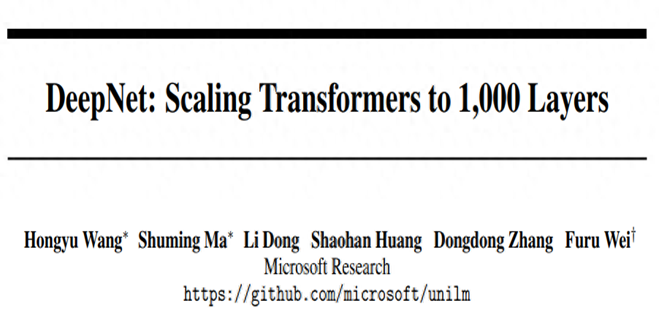 DeepNet: Scaling Transformers to 1,000 Layers
Hongyu Wang* Shuming Ma* Li Dong Shaohan Huang Dongdong Zhang Furu Wei†
Microsoft Research
https://github.com/microsoft/unilm